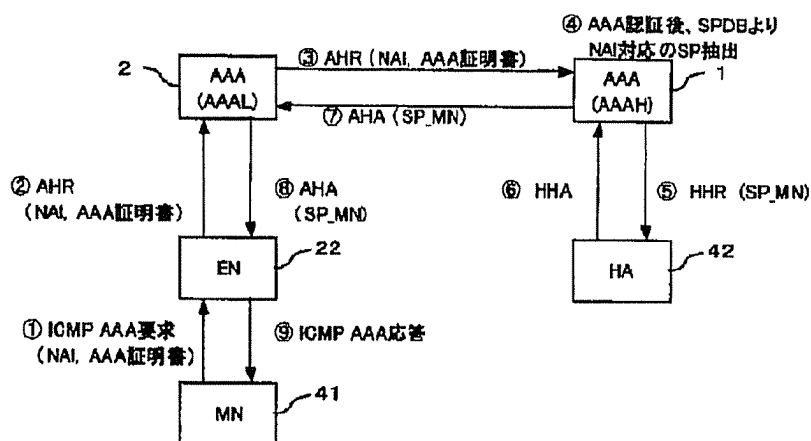 ④ AAA認証後、SPDBより
NAI対応のSP抽出
③ AHR (NAI, AAA証明書)
2
AAA
(AAAL)
AAA
(AAAH)
1
⑦ AHA (SP_MN)
② AHR
(NAI, AAA証明書)
⑧ AHA
(SP_MN)
⑥ HHA
⑤ HHR (SP_MN)
EN
22
HA
42
① ICMP AAA要求
(NAI, AAA証明書)
⑨ ICMP AAA応答
MN
41